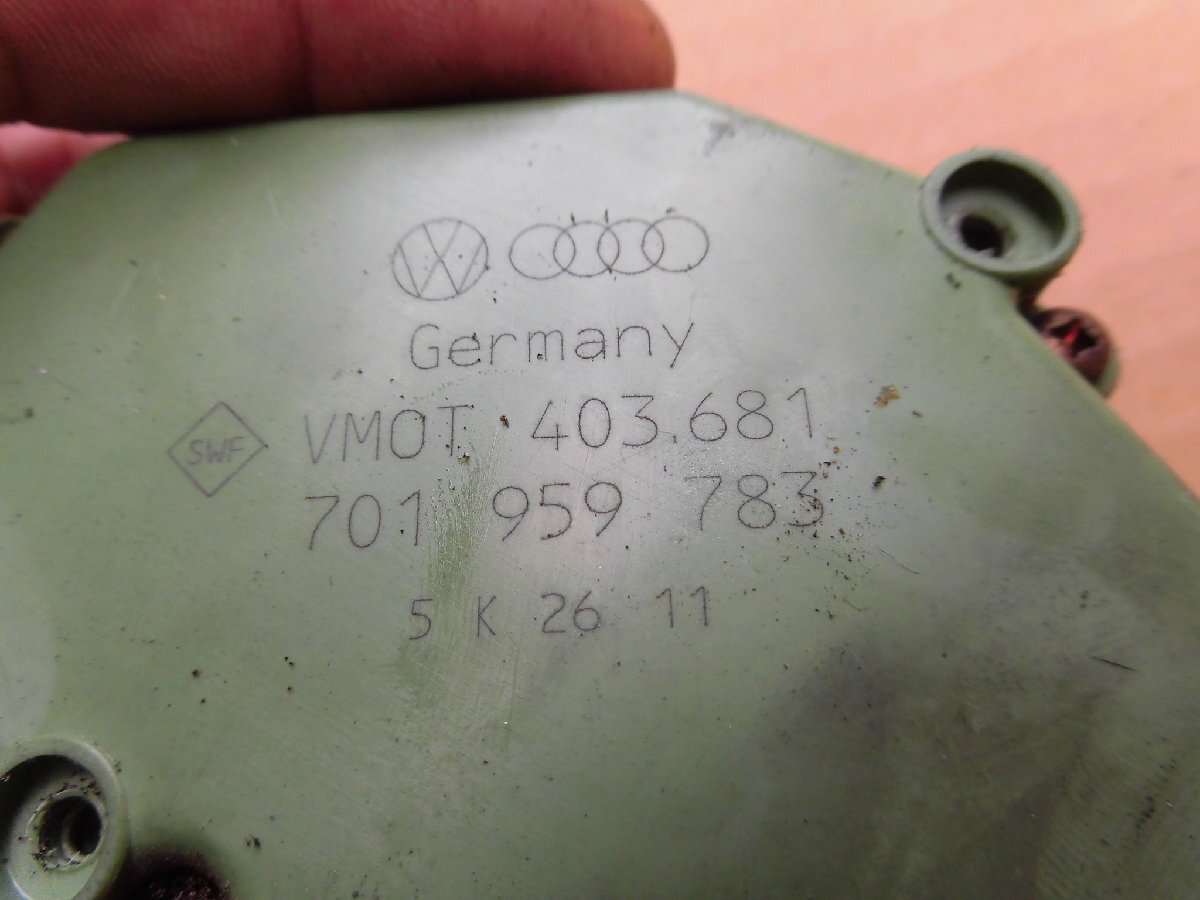 Germany
SWF VMOT 403.681
701 959 783
5 K 26 11